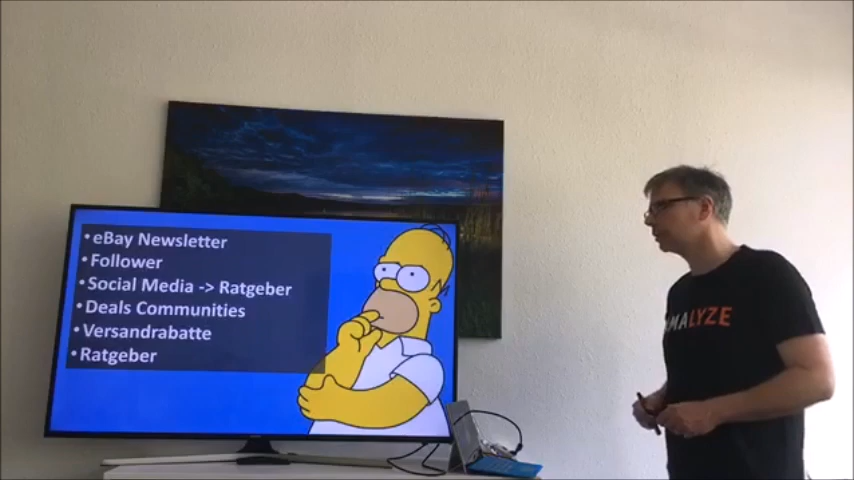 • eBay Newsletter
• Follower
• Social Media -> Ratgeber
• Deals Communities
• Versandrabatte
• Ratgeber
MALYZE